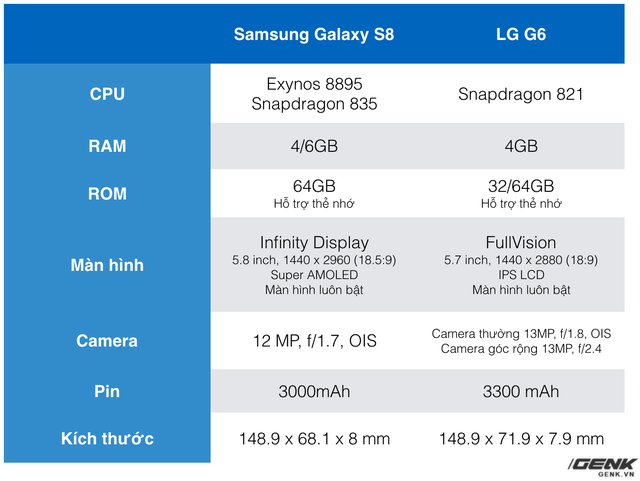 Samsung Galaxy S8 LG G6
CPU
Exynos 8895
Snapdragon 835
Snapdragon 821
RAM 4/6GB 4GB
ROM
64GB
Hỗ trợ thẻ nhớ
32/64GB
Hỗ trợ thẻ nhớ
Màn hình
Infinity Display
5.8 inch, 1440 x 2960 (18.5:9)
Super AMOLED
Màn hình luôn bật
FullVision
5.7 inch, 1440 x 2880 (18:9)
IPS LCD
Màn hình luôn bật
Camera
12 MP, f/1.7, OIS
Camera thường 13MP, f/1.8, OIS
Camera góc rộng 13MP, f/2.4
Pin 3000mAh 3300 mAh
Kích thước 148.9 x 68.1 x 8 mm 148.9 x 71.9 x 7.9 mm
GENK
GENK.VN